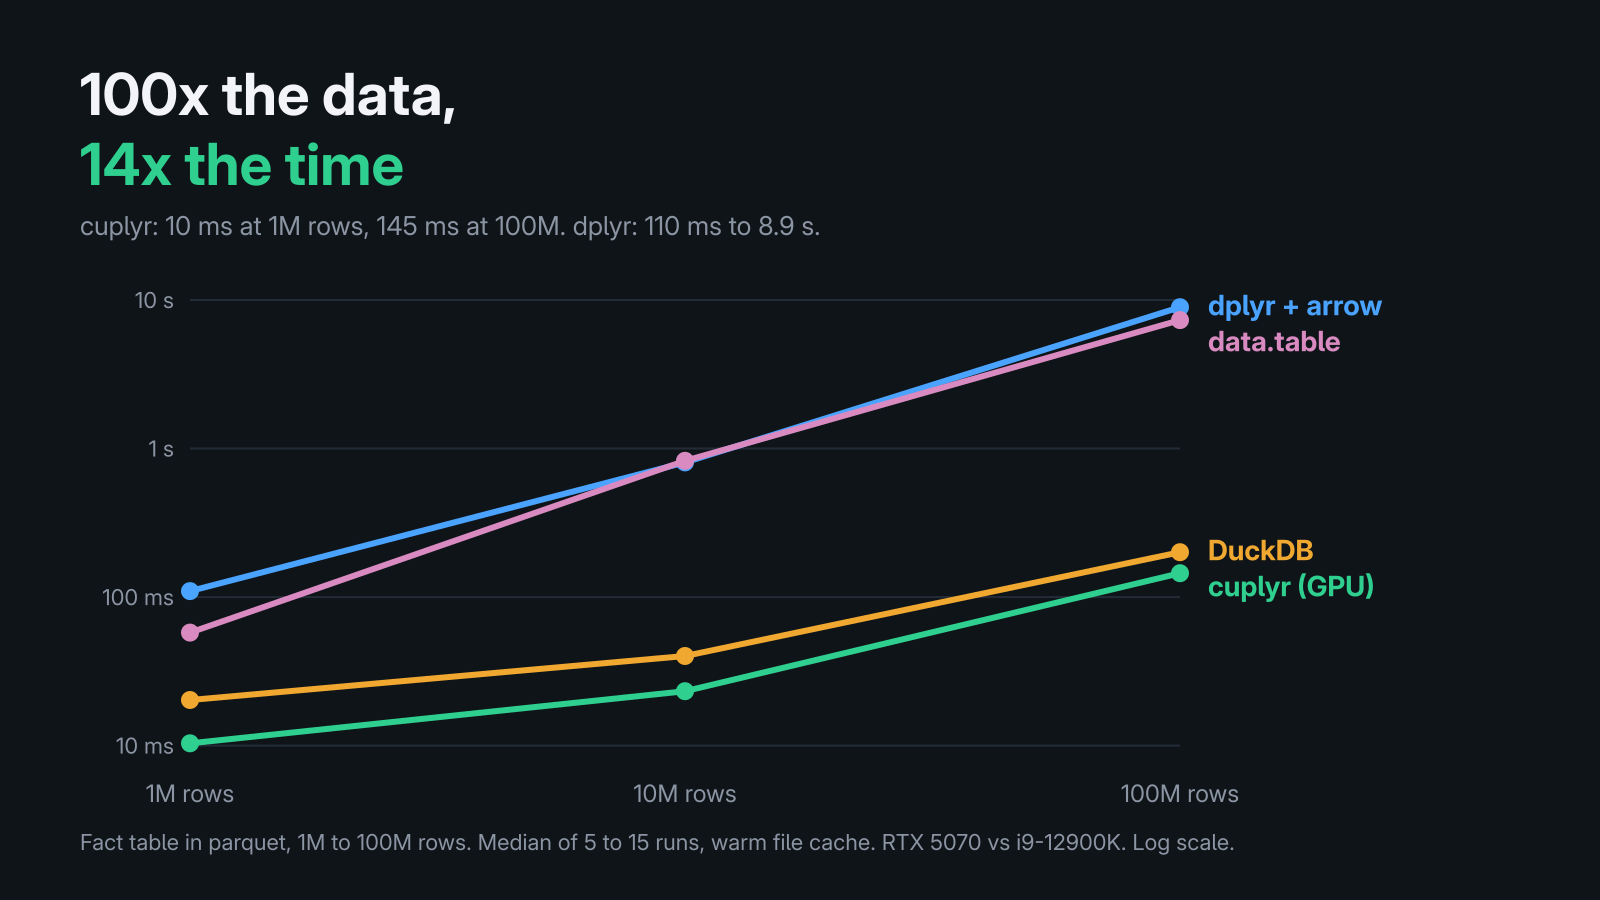 100x the data,
14x the time
cuplyr: 10 ms at 1M rows, 145 ms at 100M. dplyr: 110 ms to 8.9 s.
10 s
dplyr + arrow
data.table
1 s
DuckDB
cuplyr (GPU)
100 ms
10 ms
1M rows
10M rows
100M rows
Fact table in parquet, 1M to 100M rows. Median of 5 to 15 runs, warm file cache. RTX 5070 vs i9-12900K. Log scale.